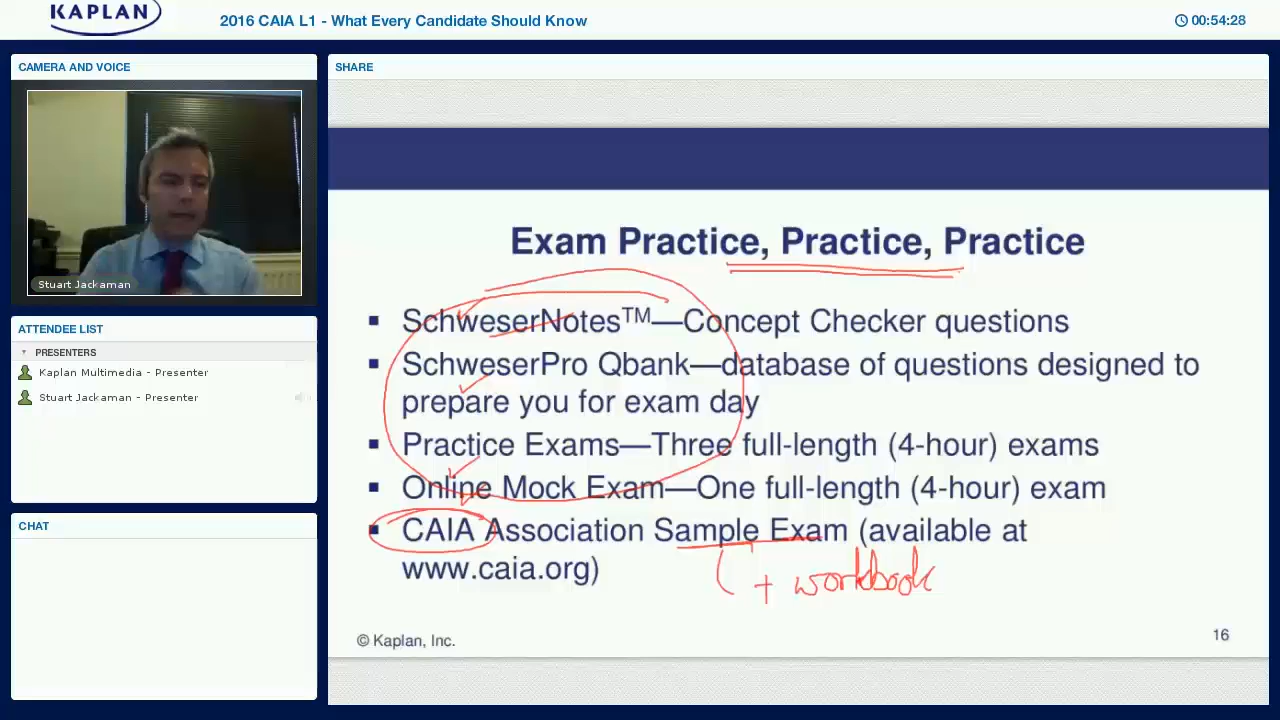 KAPLAN
2016 CAIA L1 - What Every Candidate Should Know
00:54:28
CAMERA AND VOICE
Stuart Jackaman
ATTENDEE LIST
PRESENTERS
Kaplan Multimedia - Presenter
Stuart Jackaman - Presenter
CHAT
SHARE
Exam Practice, Practice, Practice
▪ SchweserNotes™—Concept Checker questions
▪ SchweserPro Qbank—database of questions designed to
prepare you for exam day
▪ Practice Exams—Three full-length (4-hour) exams
▪ Online Mock Exam—One full-length (4-hour) exam
▪ CAIA Association Sample Exam (available at
www.caia.org)
+ workbook
© Kaplan, Inc.
16